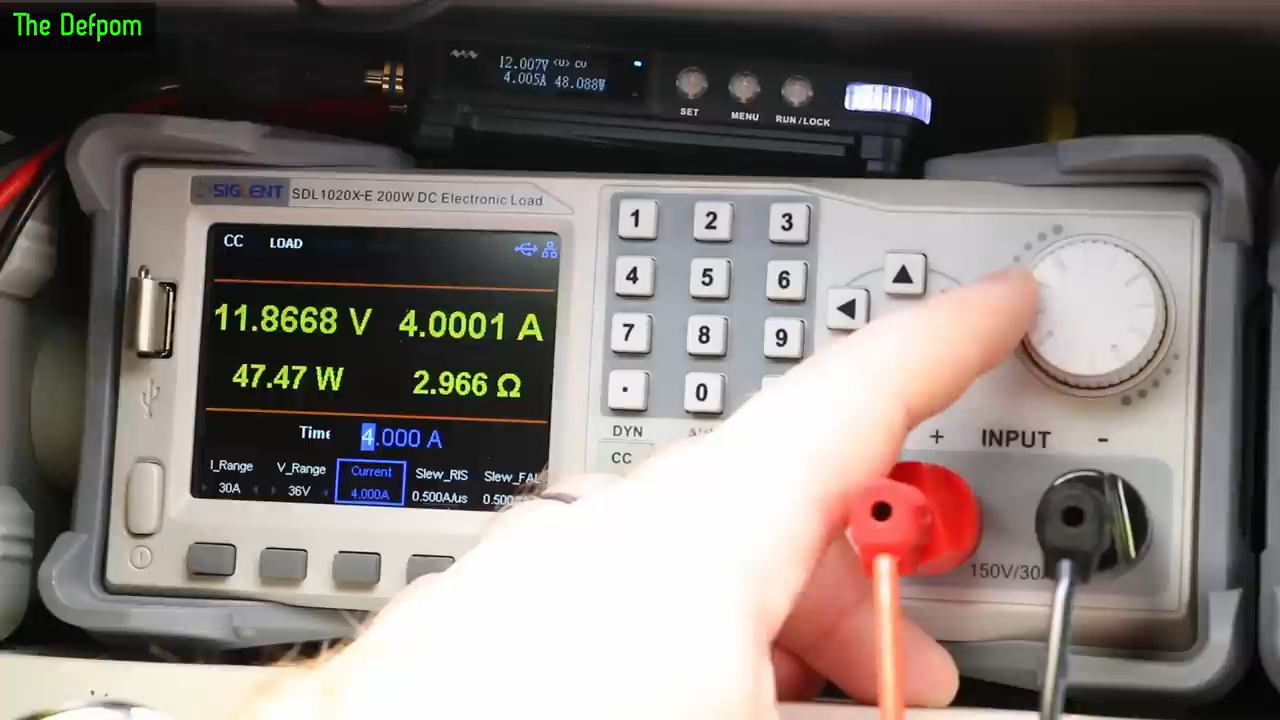 The Defpom
12.007V <U> CV
4.005A 48.088W
SET
MENU
RUN/LOCK
SIGLENT
SDL1020X-E 200W DC Electronic Load
CC LOAD
11.8668 V 4.0001 A
47.47 W 2.966 Ω
Time
4.000 A
I_Range V_Range Current Slew_RIS
30A 36V 4.000A 0.500A/us
1 2 3
4 5 6
7 8 9
. 0
DYN
CC
+ INPUT -